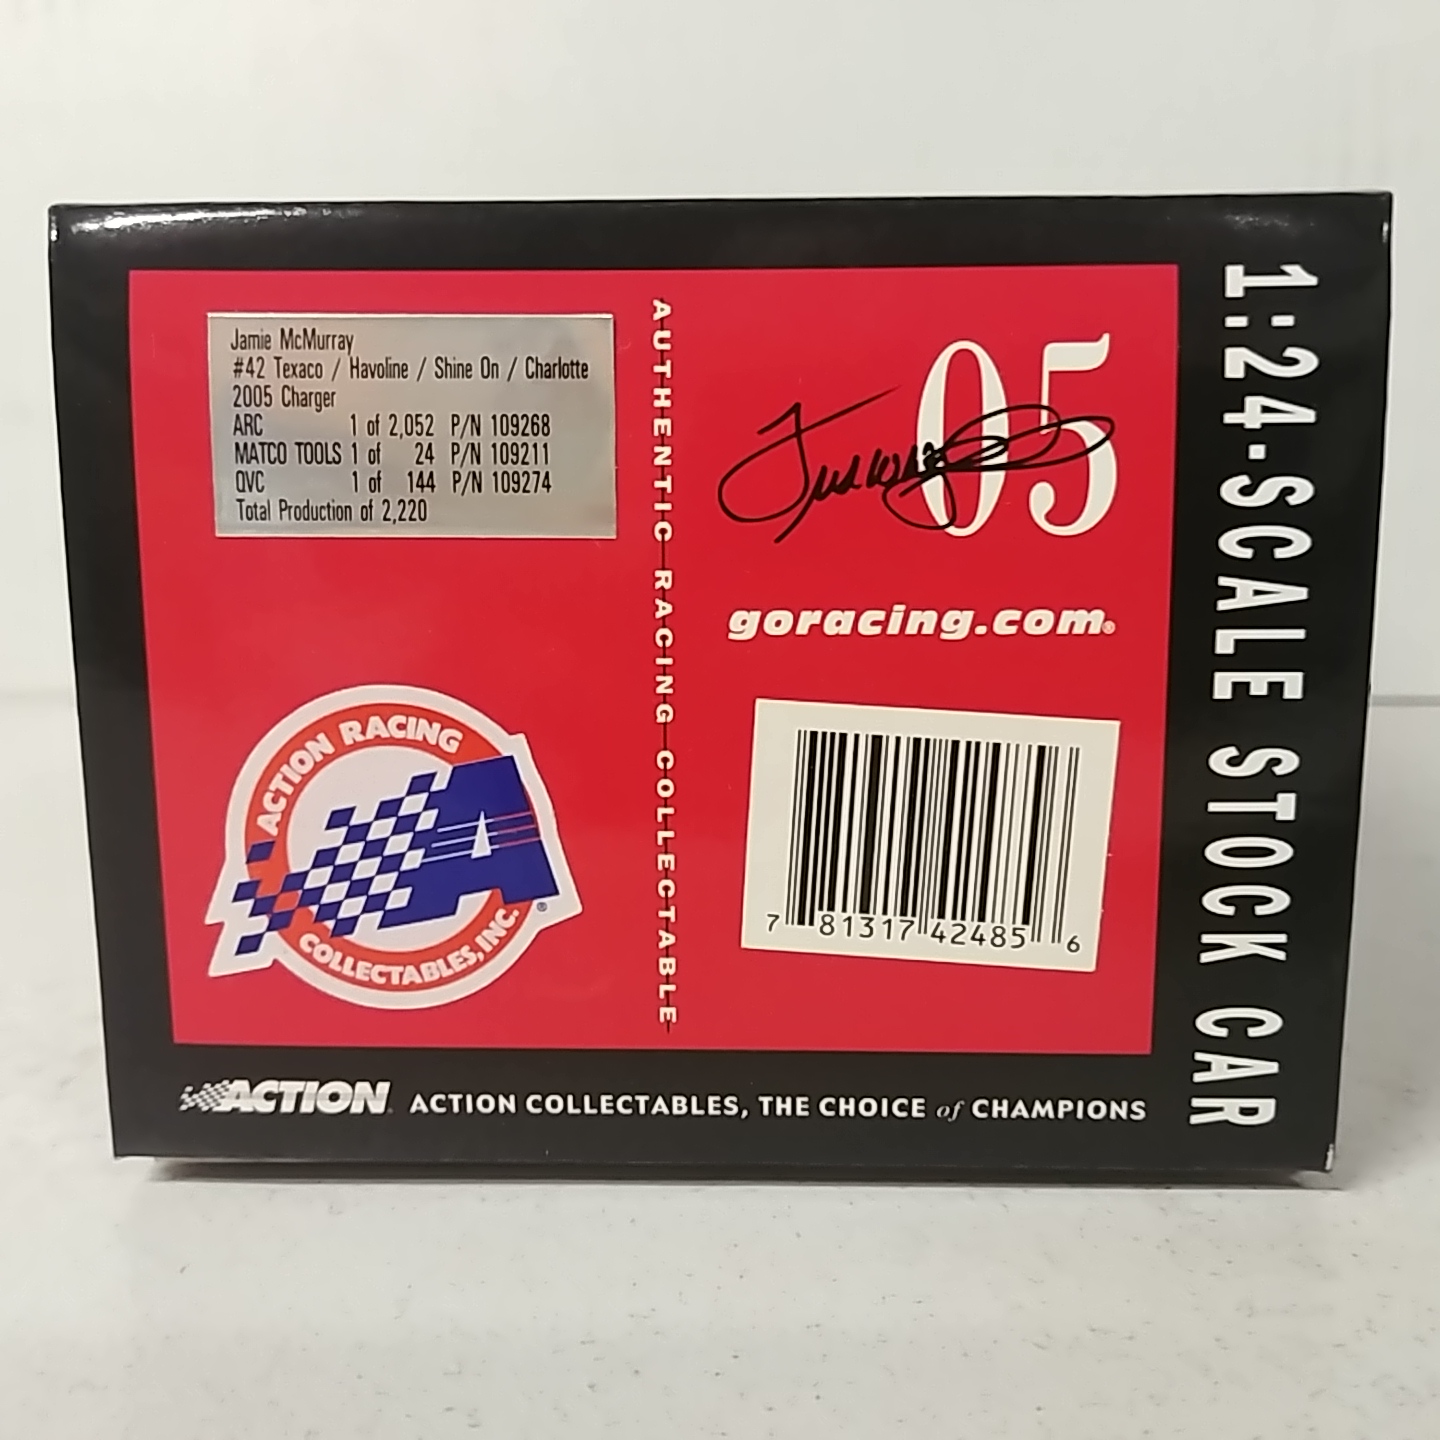 Jamie McMurray
#42 Texaco / Havoline / Shine On / Charlotte
2005 Charger
ARC 1 of 2,052 P/N 109268
MATCO TOOLS 1 of 24 P/N 109211
QVC 1 of 144 P/N 109274
Total Production of 2,220
AUTHENTIC RACING COLLECTABLE
05
goracing.com®
7 81317 42485 6
ACTION RACING
A®
COLLECTABLES, INC.
1:24-SCALE STOCK CAR
ACTION ACTION COLLECTABLES, THE CHOICE of CHAMPIONS